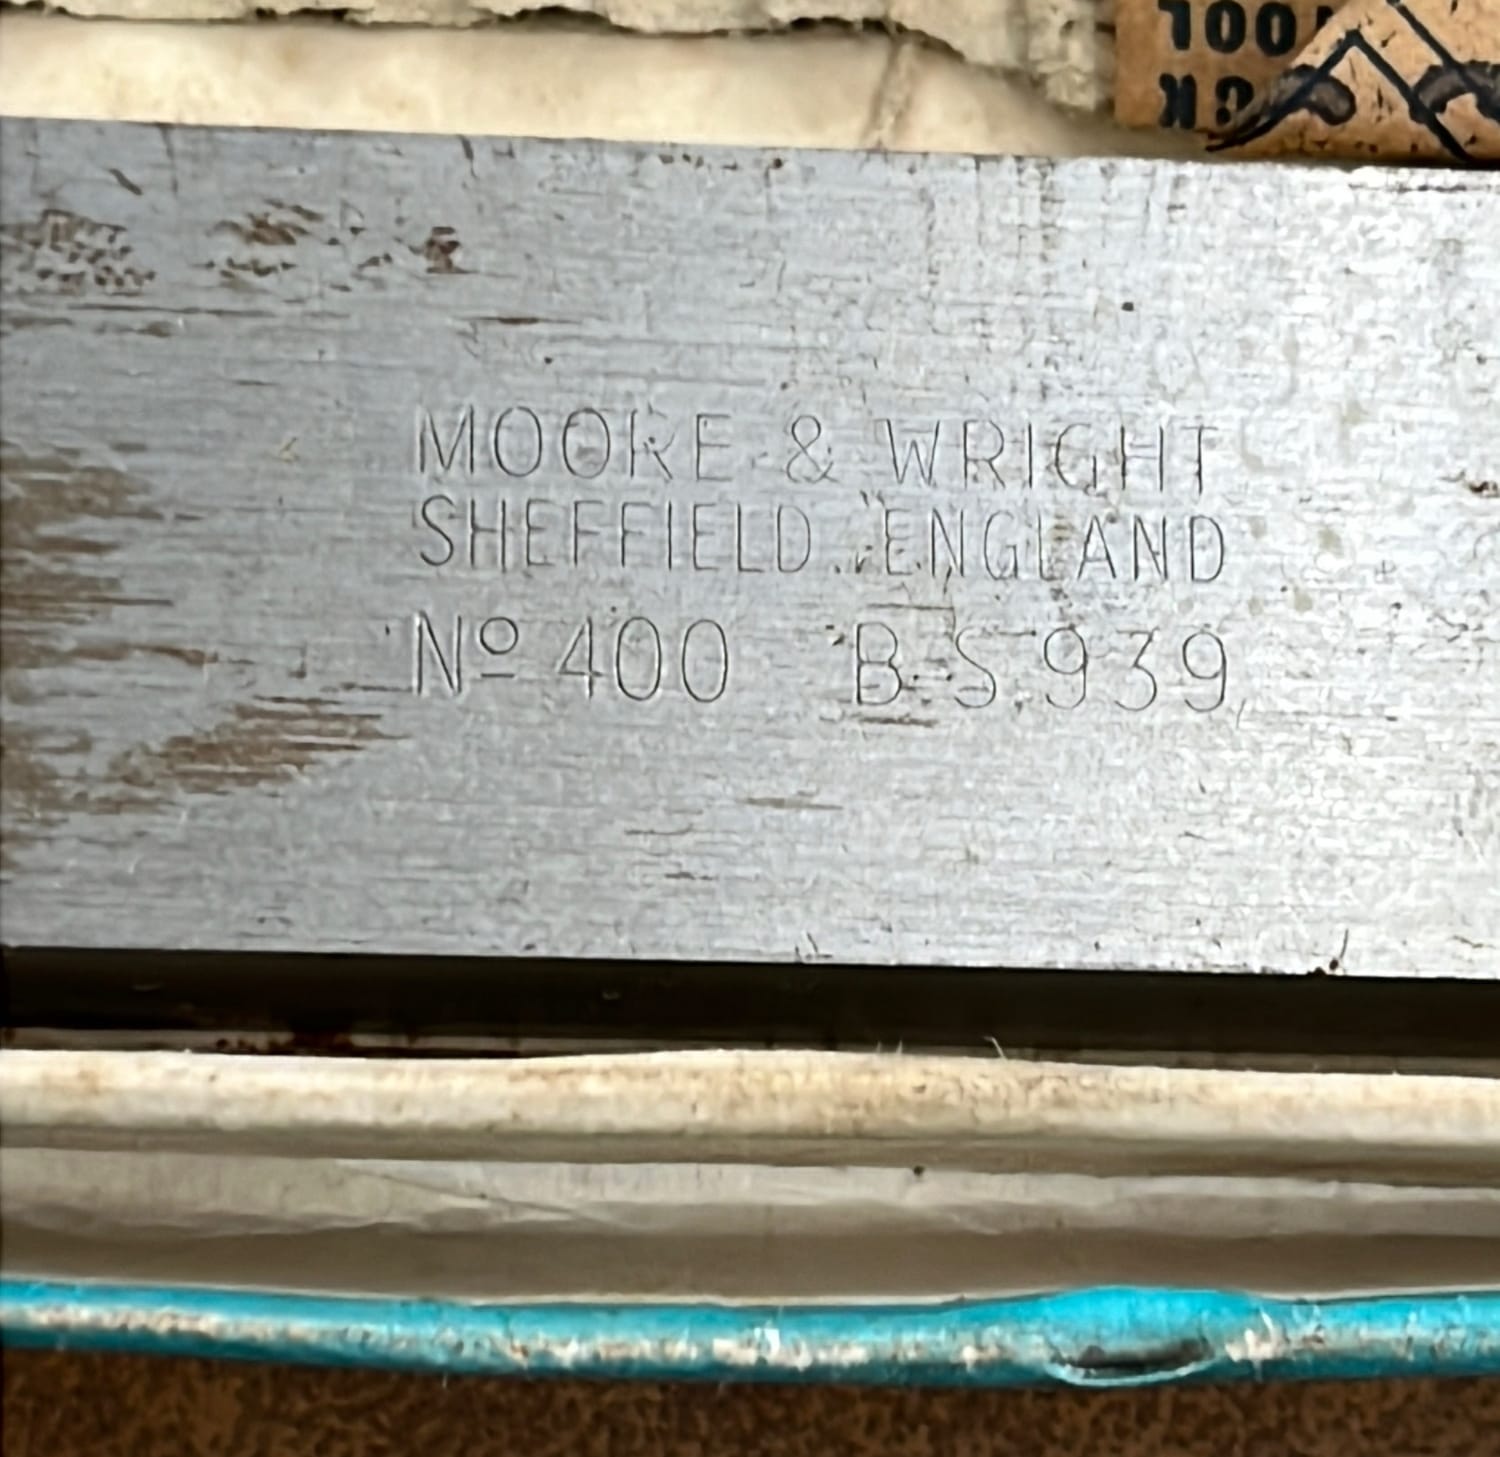 MOORE & WRIGHT
SHEFFIELD. ENGLAND
Nº 400 B.S.939